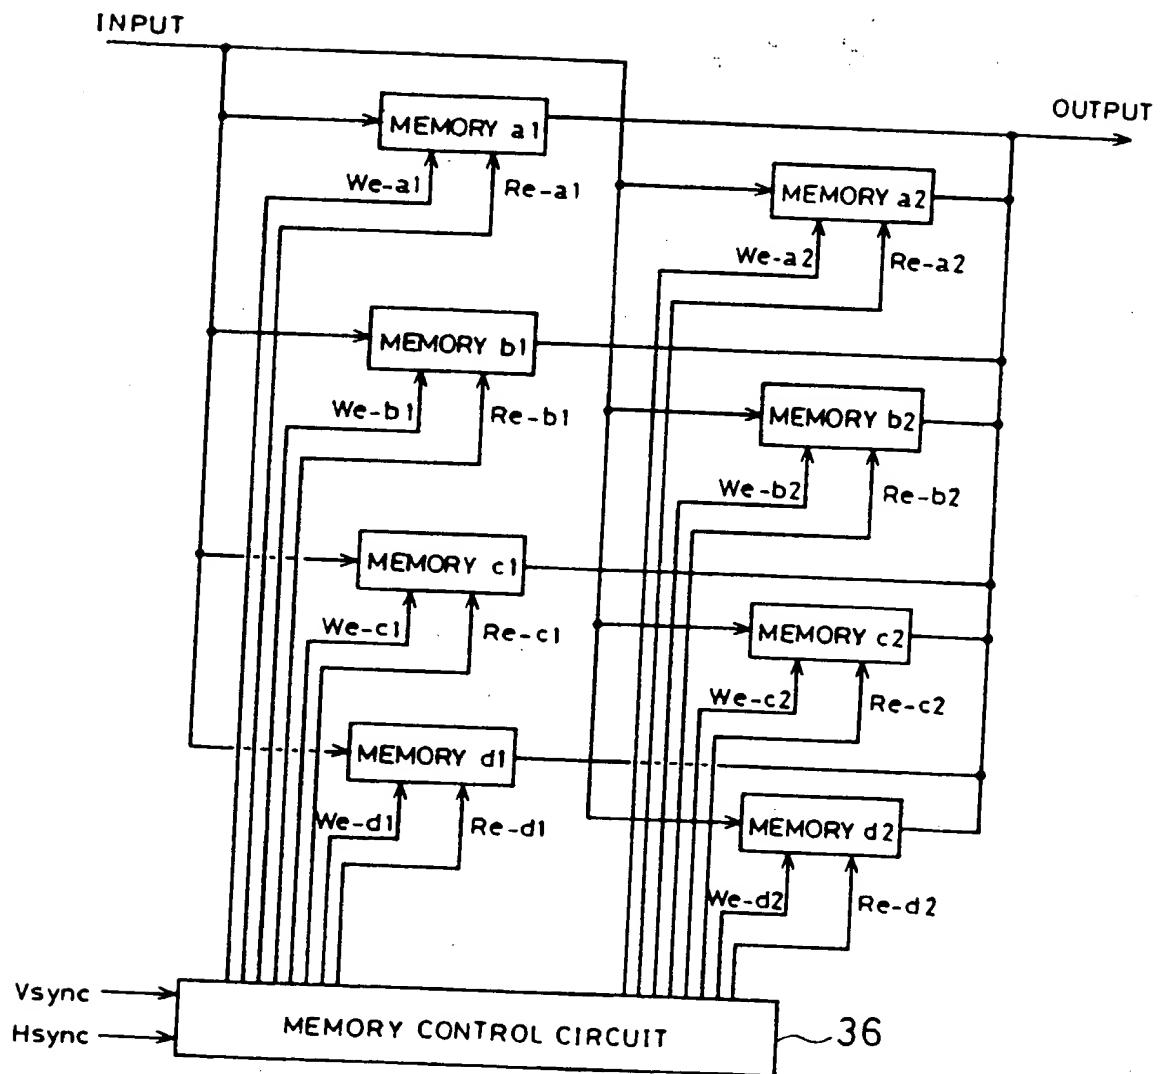 INPUT
OUTPUT
MEMORY a1
We-a1
Re-a1
MEMORY a2
We-a2
Re-a2
MEMORY b1
We-b1
Re-b1
MEMORY b2
We-b2
Re-b2
MEMORY c1
We-c1
Re-c1
MEMORY c2
We-c2
Re-c2
MEMORY d1
We-d1
Re-d1
MEMORY d2
We-d2
Re-d2
Vsync
Hsync
MEMORY CONTROL CIRCUIT
36